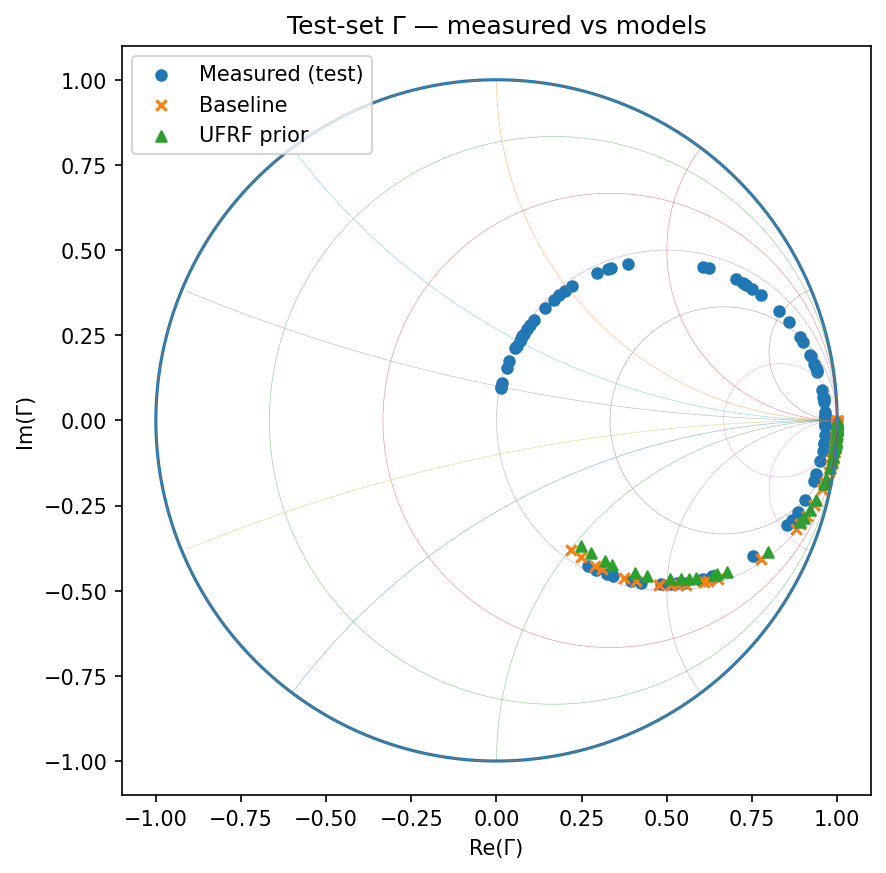 Test-set Γ — measured vs models
Measured (test)
Baseline
UFRF prior
1.00
0.75
0.50
0.25
0.00
−0.25
−0.50
−0.75
−1.00
Im(Γ)
−1.00 −0.75 −0.50 −0.25 0.00 0.25 0.50 0.75 1.00
Re(Γ)